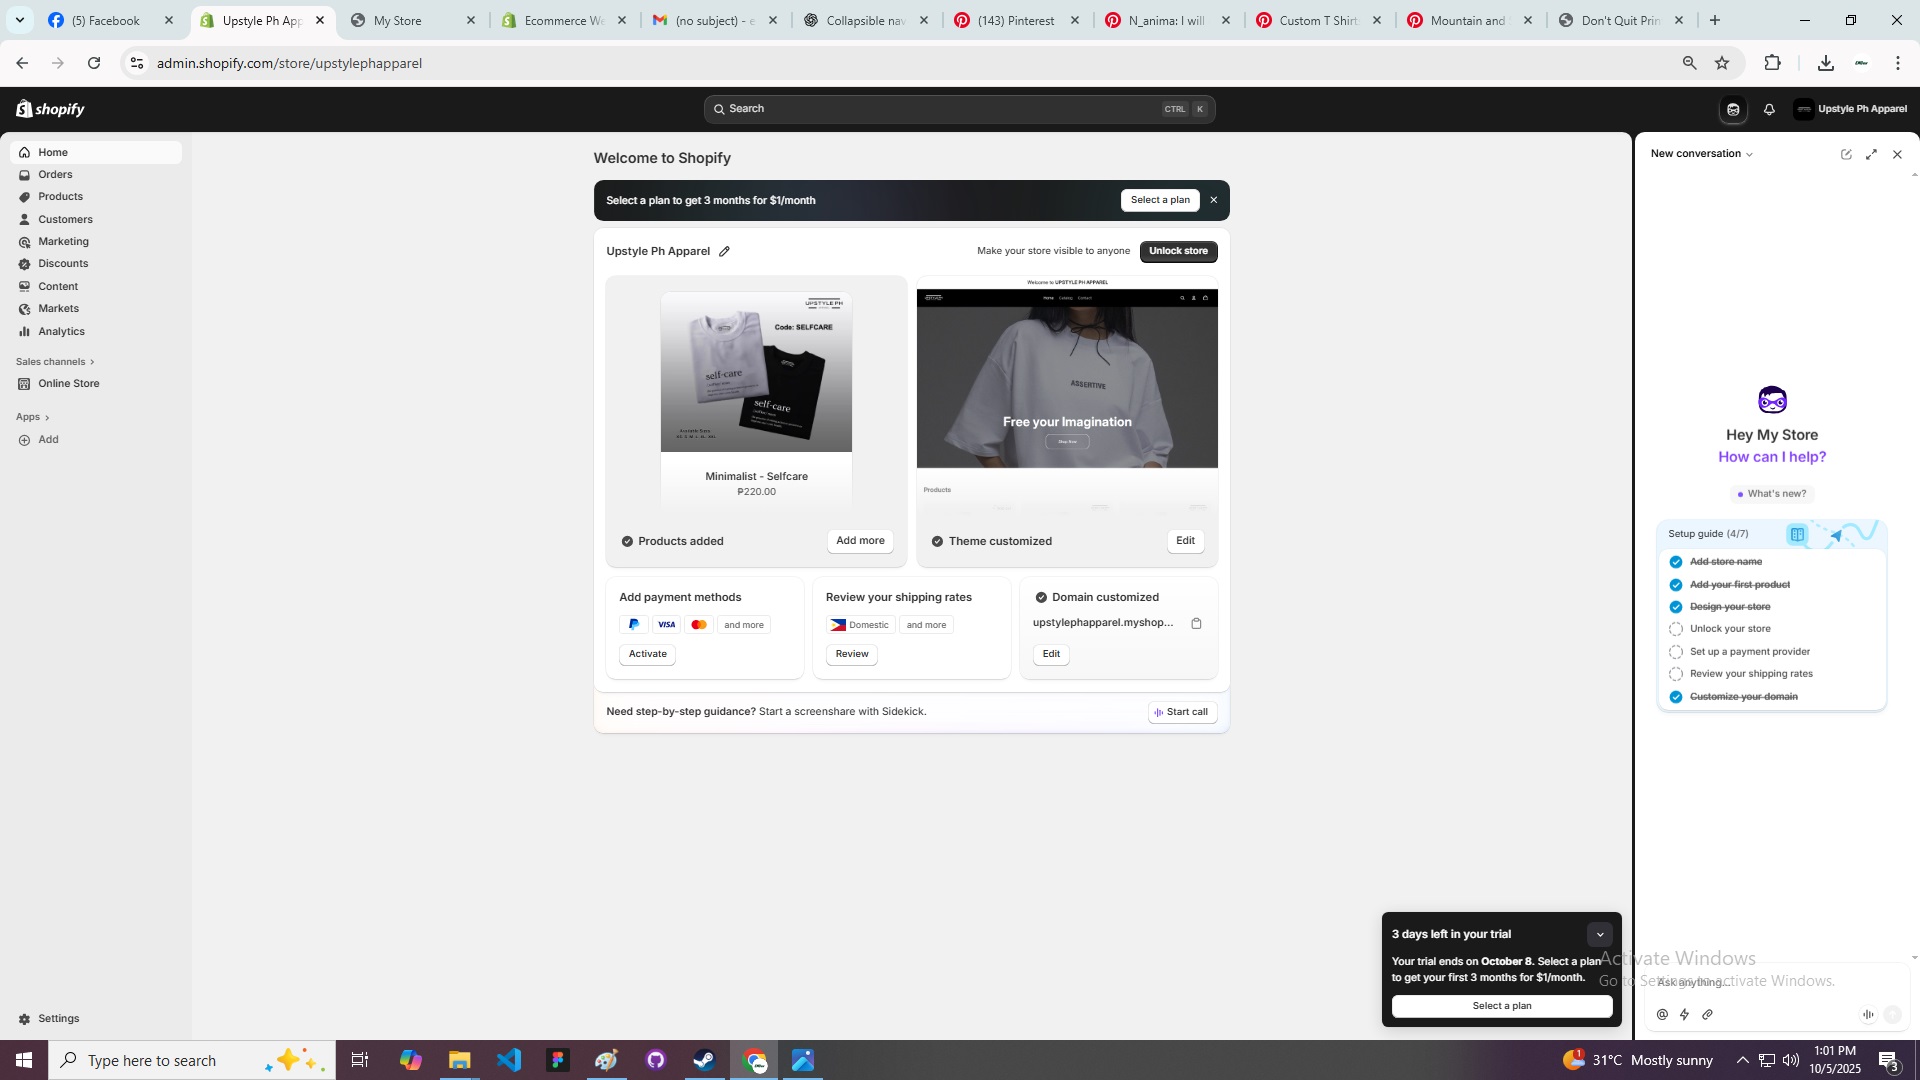 (5) Facebook
Upstyle Ph App
My Store
Ecommerce We
(no subject) - e
Collapsible nav
(143) Pinterest
N_anima: I will
Custom T Shirt
Mountain and
Don't Quit Prin
admin.shopify.com/store/upstylephapparel
shopify
Search
CTRL K
Upstyle Ph Apparel
Home
Orders
Products
Customers
Marketing
Discounts
Content
Markets
Analytics
Sales channels
Online Store
Apps
Add
Settings
Welcome to Shopify
Select a plan to get 3 months for $1/month
Select a plan
Upstyle Ph Apparel
Make your store visible to anyone
Unlock store
UPSTYLE PH
Code: SELFCARE
self-care
self-care
Minimalist - Selfcare
₱220.00
Products added
Add more
Welcome to UPSTYLE PH APPAREL
Home Catalog Contact
ASSERTIVE
Free your Imagination
Shop Now
Products
Theme customized
Edit
Add payment methods
VISA
and more
Activate
Review your shipping rates
Domestic
and more
Review
Domain customized
upstylephapparel.myshop...
Edit
Need step-by-step guidance? Start a screenshare with Sidekick.
Start call
New conversation
Hey My Store
How can I help?
What's new?
Setup guide (4/7)
Add store name
Add your first product
Design your store
Unlock your store
Set up a payment provider
Review your shipping rates
Customize your domain
3 days left in your trial
Your trial ends on October 8. Select a plan
to get your first 3 months for $1/month.
Select a plan
Activate Windows
Go to Settings to activate Windows.
Ask anything...
Type here to search
1
31°C Mostly sunny
1:01 PM
10/5/2025
3